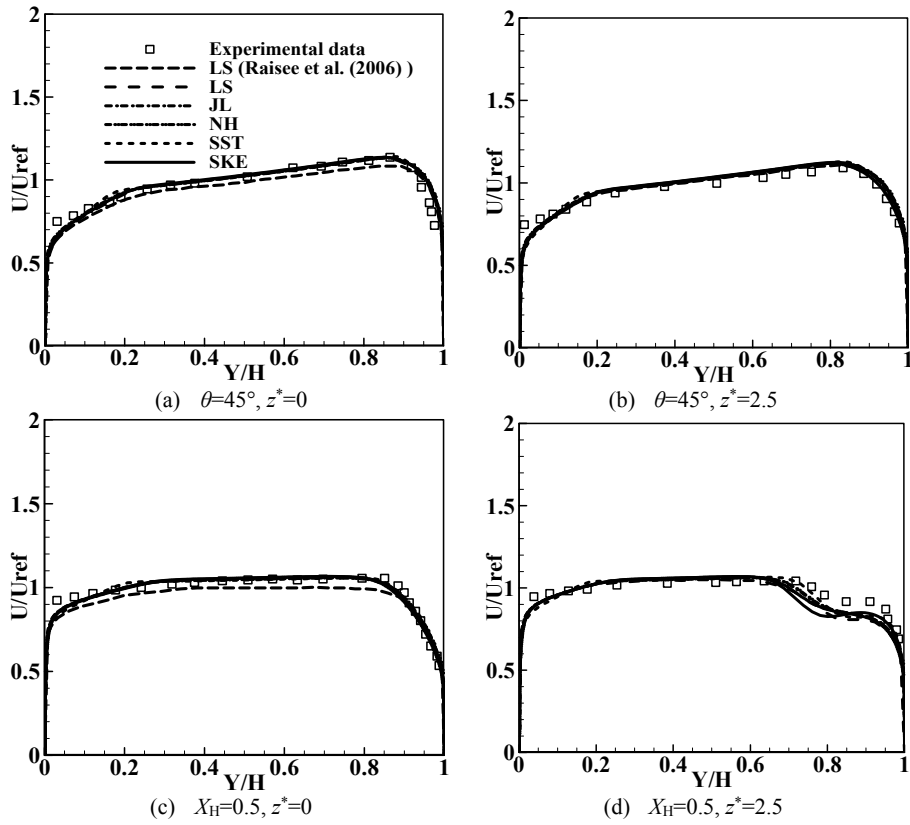 2
Experimental data
LS (Raisee et al. (2006) )
LS
JL
NH
SST
SKE
1.5
U/Uref
1
0.5
0
0 0.2 0.4 0.6 0.8 1
Y/H
(a) θ=45°, z*=0
2
1.5
U/Uref
1
0.5
0
0 0.2 0.4 0.6 0.8 1
Y/H
(b) θ=45°, z*=2.5
2
1.5
U/Uref
1
0.5
0
0 0.2 0.4 0.6 0.8 1
Y/H
(c) XH=0.5, z*=0
2
1.5
U/Uref
1
0.5
0
0 0.2 0.4 0.6 0.8 1
Y/H
(d) XH=0.5, z*=2.5